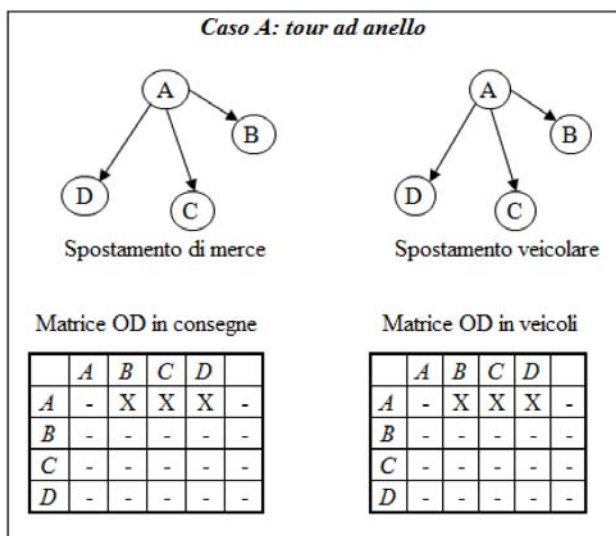 Caso A: tour ad anello
A
B
D
C
Spostamento di merce
A
B
D
C
Spostamento veicolare
Matrice OD in consegne
A B C D
A - X X X -
B - - - - -
C - - - - -
D - - - - -
Matrice OD in veicoli
A B C D
A - X X X -
B - - - - -
C - - - - -
D - - - - -